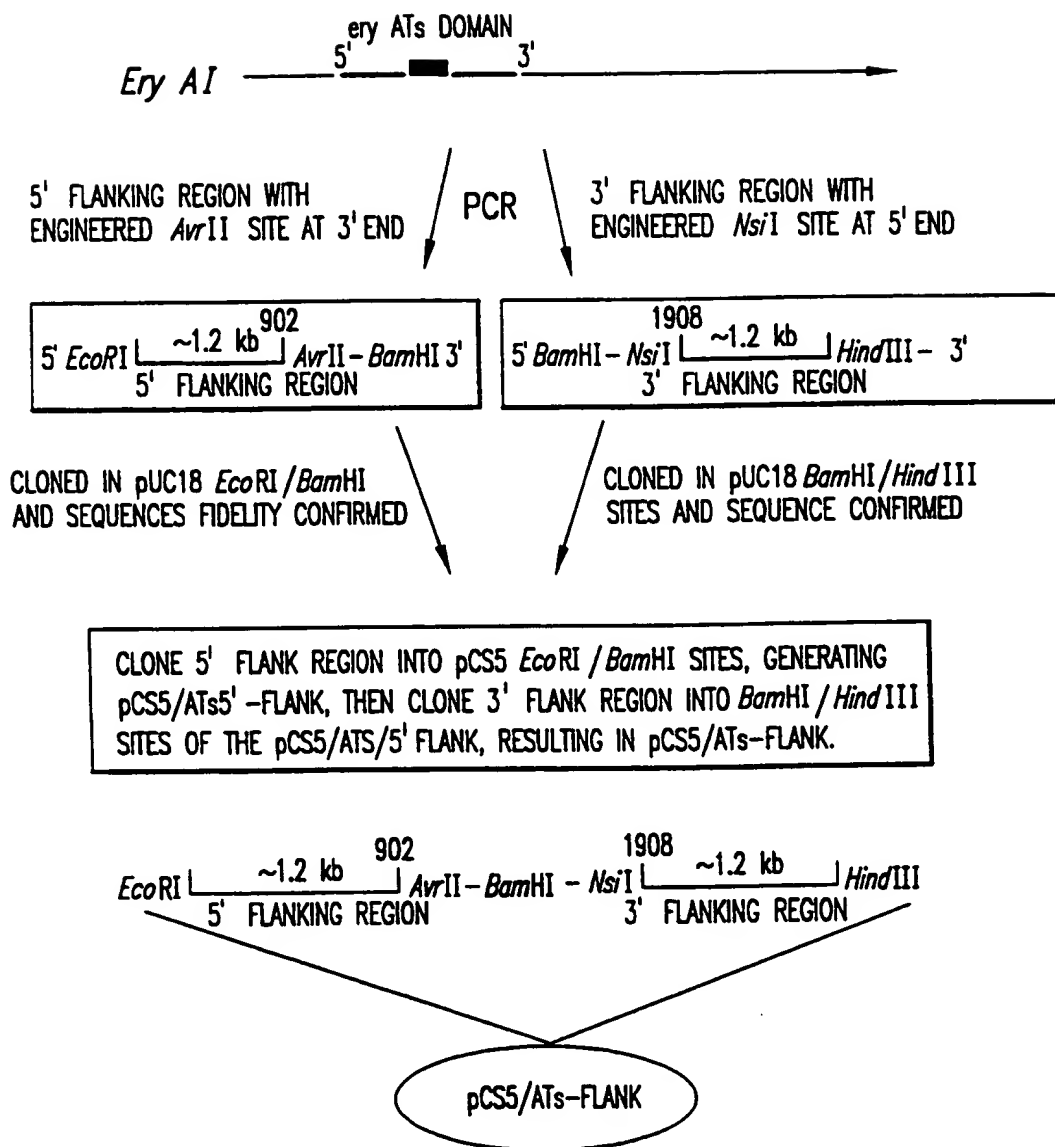 ery ATs DOMAIN
5' 3'
Ery AI
5' FLANKING REGION WITH
ENGINEERED AvrII SITE AT 3' END
PCR
3' FLANKING REGION WITH
ENGINEERED NsiI SITE AT 5' END
902
5' EcoRI ~1.2 kb AvrII-BamHI 3'
5' FLANKING REGION
1908
5' BamHI-NsiI ~1.2 kb HindIII- 3'
3' FLANKING REGION
CLONED IN pUC18 EcoRI/BamHI
AND SEQUENCES FIDELITY CONFIRMED
CLONED IN pUC18 BamHI/HindIII
SITES AND SEQUENCE CONFIRMED
CLONE 5' FLANK REGION INTO pCS5 EcoRI/BamHI SITES, GENERATING
pCS5/ATs5'-FLANK, THEN CLONE 3' FLANK REGION INTO BamHI/HindIII
SITES OF THE pCS5/ATS/5' FLANK, RESULTING IN pCS5/ATs-FLANK.
902 1908
EcoRI ~1.2 kb AvrII-BamHI-NsiI ~1.2 kb HindIII
5' FLANKING REGION 3' FLANKING REGION
pCS5/ATs-FLANK